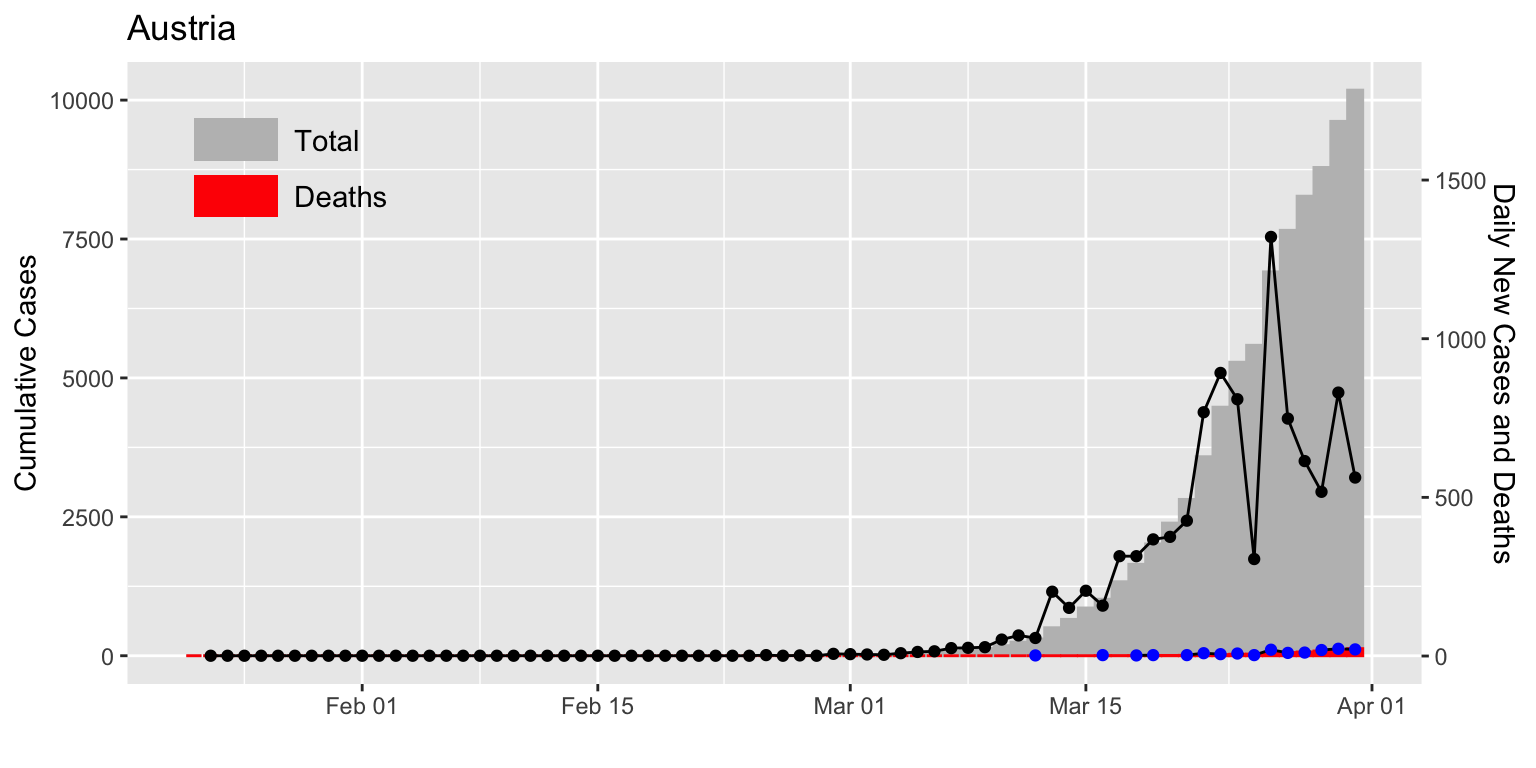 Austria
Total
Deaths
Cumulative Cases
10000
7500
5000
2500
0
Daily New Cases and Deaths
1500
1000
500
0
Feb 01
Feb 15
Mar 01
Mar 15
Apr 01